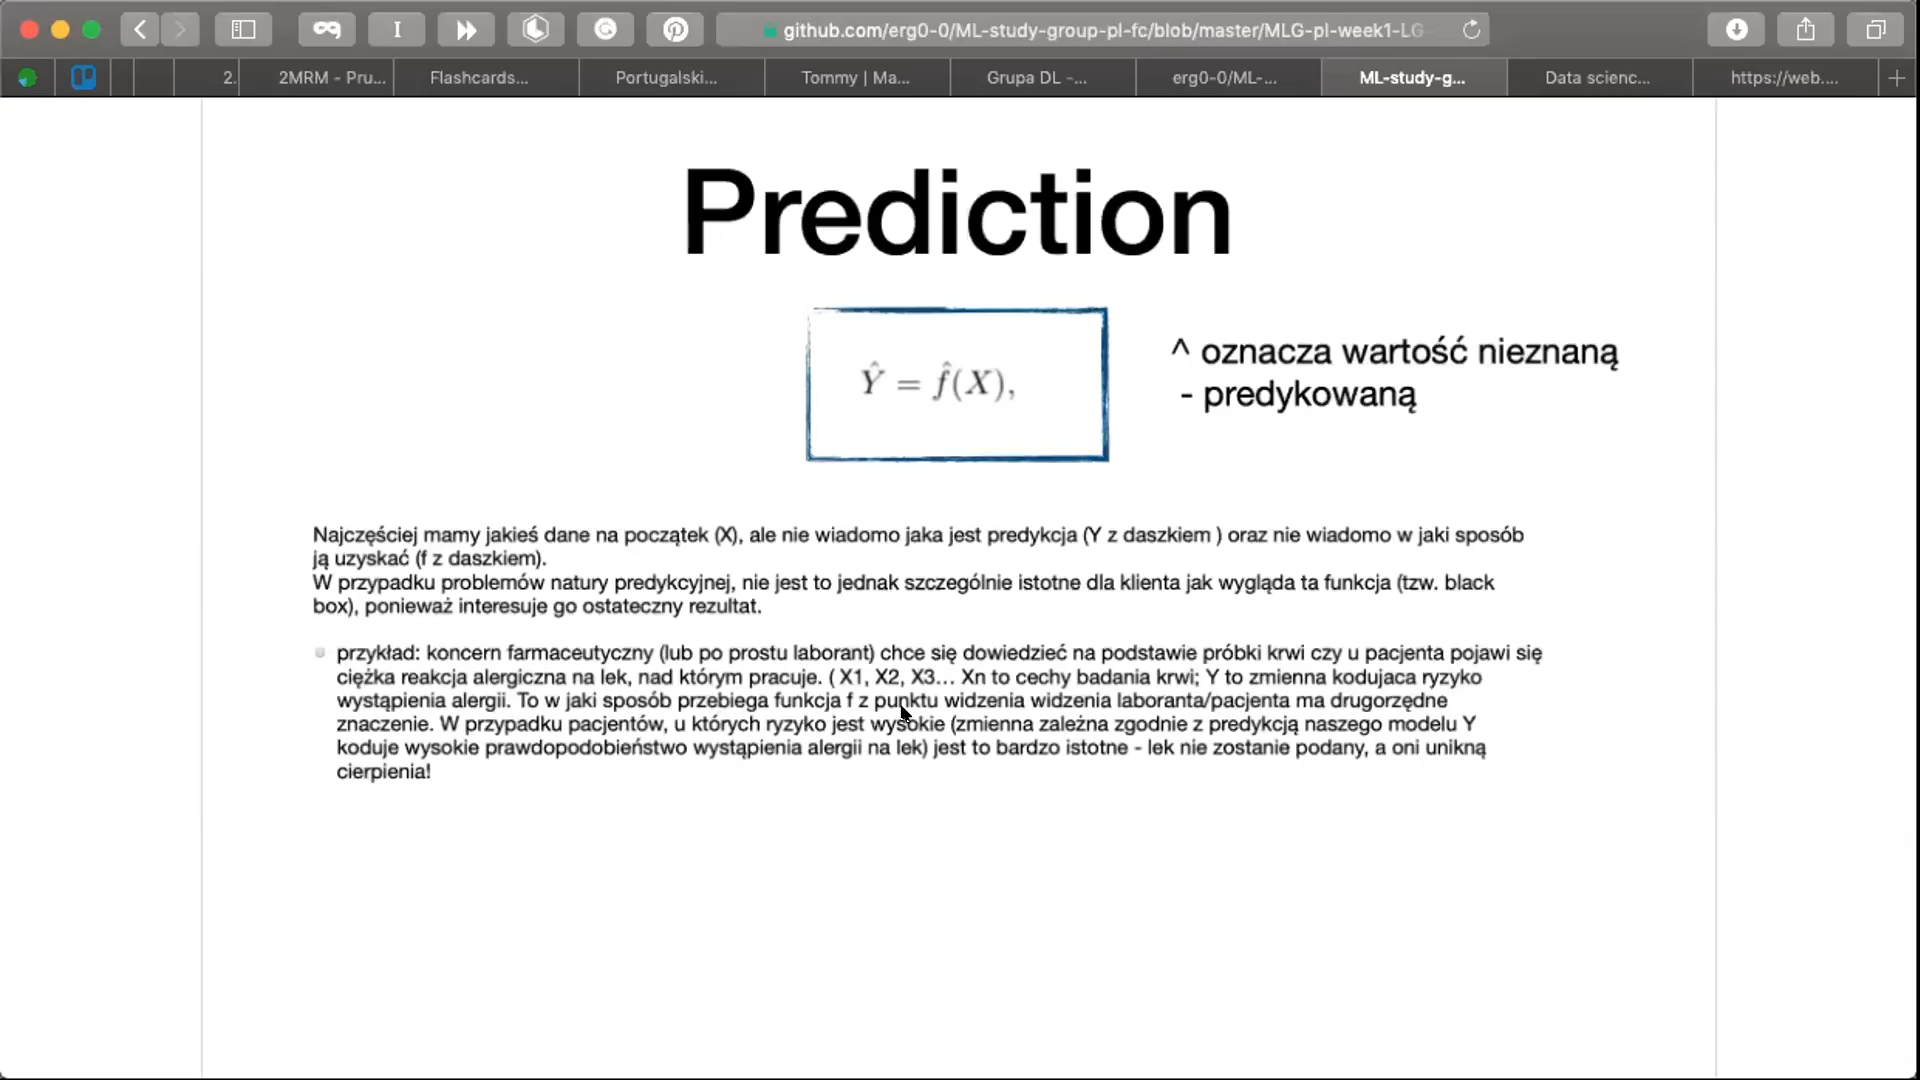 github.com/erg0-0/ML-study-group-pl-fc/blob/master/MLG-pl-week1-LG
2. 2MRM - Pru... Flashcards... Portugalski... Tommy | Ma... Grupa DL -... erg0-0/ML-... ML-study-g... Data scienc... https://web....
Prediction
Ŷ = f̂(X),
^ oznacza wartość nieznaną
- predykowaną
Najczęściej mamy jakieś dane na początek (X), ale nie wiadomo jaka jest predykcja (Y z daszkiem ) oraz nie wiadomo w jaki sposób
ją uzyskać (f z daszkiem).
W przypadku problemów natury predykcyjnej, nie jest to jednak szczególnie istotne dla klienta jak wygląda ta funkcja (tzw. black
box), ponieważ interesuje go ostateczny rezultat.
przykład: koncern farmaceutyczny (lub po prostu laborant) chce się dowiedzieć na podstawie próbki krwi czy u pacjenta pojawi się
ciężka reakcja alergiczna na lek, nad którym pracuje. ( X1, X2, X3... Xn to cechy badania krwi; Y to zmienna kodujaca ryzyko
wystąpienia alergii. To w jaki sposób przebiega funkcja f z punktu widzenia widzenia laboranta/pacjenta ma drugorzędne
znaczenie. W przypadku pacjentów, u których ryzyko jest wysokie (zmienna zależna zgodnie z predykcją naszego modelu Y
koduje wysokie prawdopodobieństwo wystąpienia alergii na lek) jest to bardzo istotne - lek nie zostanie podany, a oni unikną
cierpienia!